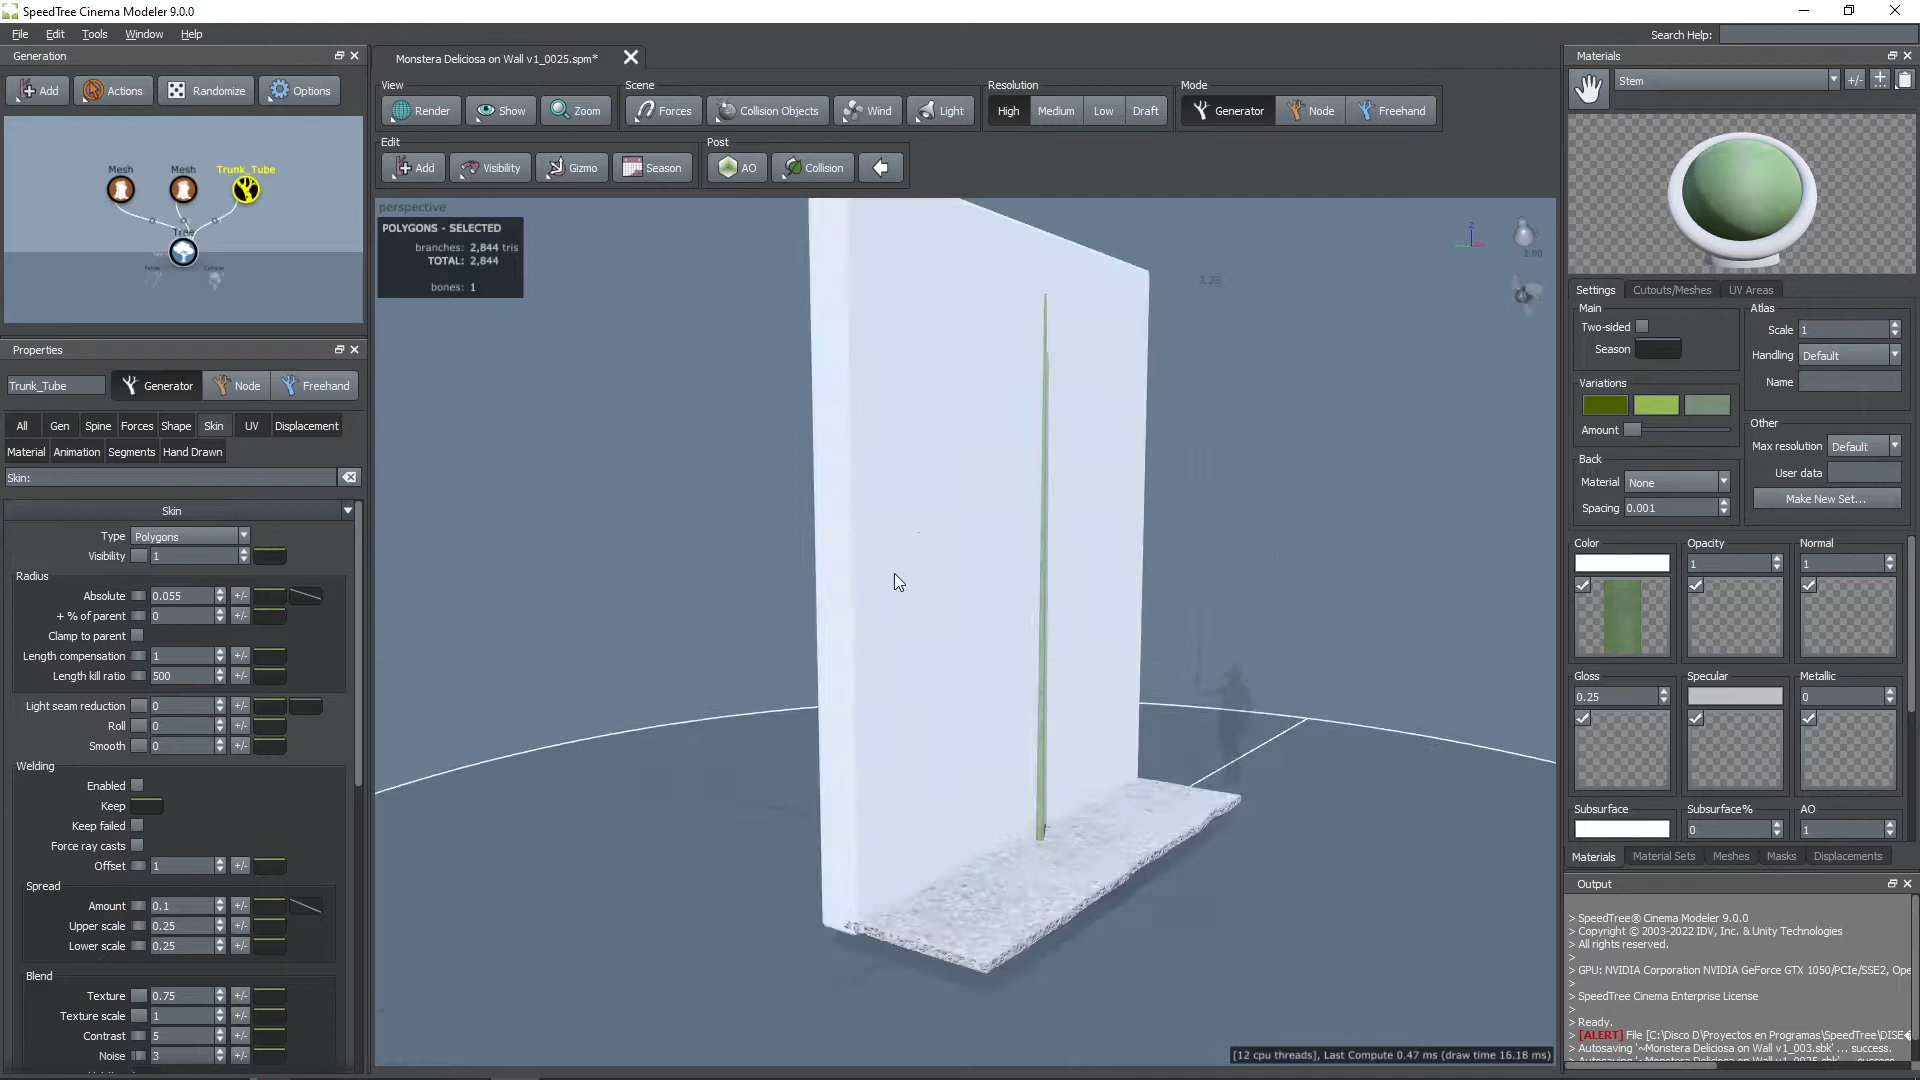 SpeedTree Cinema Modeler 9.0.0
File Edit Tools Window Help
Search Help:
Generation
Add Actions Randomize Options
Mesh Mesh Trunk_Tube
Tree
Monstera Deliciosa on Wall v1_0025.spm*
View Scene Resolution Mode
Render Show Zoom Forces Collision Objects Wind Light High Medium Low Draft Generator Node Freehand
Edit Post
Add Visibility Gizmo Season AO Collision
perspective
POLYGONS - SELECTED
branches: 2,844 tris
TOTAL: 2,844
bones: 1
Z
2.00
3.25
[12 cpu threads], Last Compute 0.47 ms (draw time 16.18 ms)
Properties
Trunk_Tube Generator Node Freehand
All Gen Spine Forces Shape Skin UV Displacement
Material Animation Segments Hand Drawn
Skin:
Skin
Type Polygons
Visibility 1
Radius
Absolute 0.055 +/-
+ % of parent 0 +/-
Clamp to parent
Length compensation 1 +/-
Length kill ratio 500 +/-
Light seam reduction 0 +/-
Roll 0 +/-
Smooth 0 +/-
Welding
Enabled
Keep
Keep failed
Force ray casts
Offset 1 +/-
Spread
Amount 0.1 +/-
Upper scale 0.25 +/-
Lower scale 0.25 +/-
Blend
Texture 0.75 +/-
Texture scale 1 +/-
Contrast 5 +/-
Noise 3 +/-
Materials
Stem +/-
Settings Cutouts/Meshes UV Areas
Main Atlas
Two-sided Scale 1
Season Handling Default
Variations Name
Amount Other
Max resolution Default
Back
User data
Material None
Make New Set...
Spacing 0.001
Color Opacity Normal
1 1
Gloss Specular Metallic
0.25 0
Subsurface Subsurface% AO
0 1
Materials Material Sets Meshes Masks Displacements
Output
> SpeedTree® Cinema Modeler 9.0.0
> Copyright © 2003-2022 IDV, Inc. & Unity Technologies
> All rights reserved.
>
> GPU: NVIDIA Corporation NVIDIA GeForce GTX 1050/PCIe/SSE2, Ope
>
> SpeedTree Cinema Enterprise License
>
> Ready.
> [ALERT] File [C:\Disco D\Proyectos en Programas\SpeedTree\DISE�
> Autosaving '~Monstera Deliciosa on Wall v1_003.sbk' ... success.